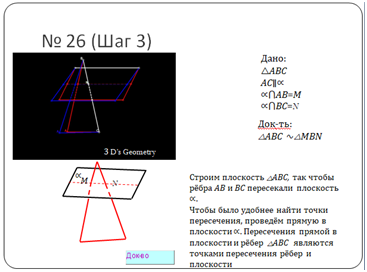 № 26 (Шаг 3)
Дано:
△ABC
AC∥∝
∝⋂AB=M
∝⋂BC=N
Док-ть:
△ABC ∼△MBN
3 D's Geometry
∝
M
N
Строим плоскость △ABC, так чтобы
рёбра AB и BC пересекали плоскость
∝.
Чтобы было удобнее найти точки
пересечения, проведём прямую в
плоскости ∝. Пересечения прямой в
плоскости и рёбер △ABC являются
точками пересечения рёбер и
плоскости